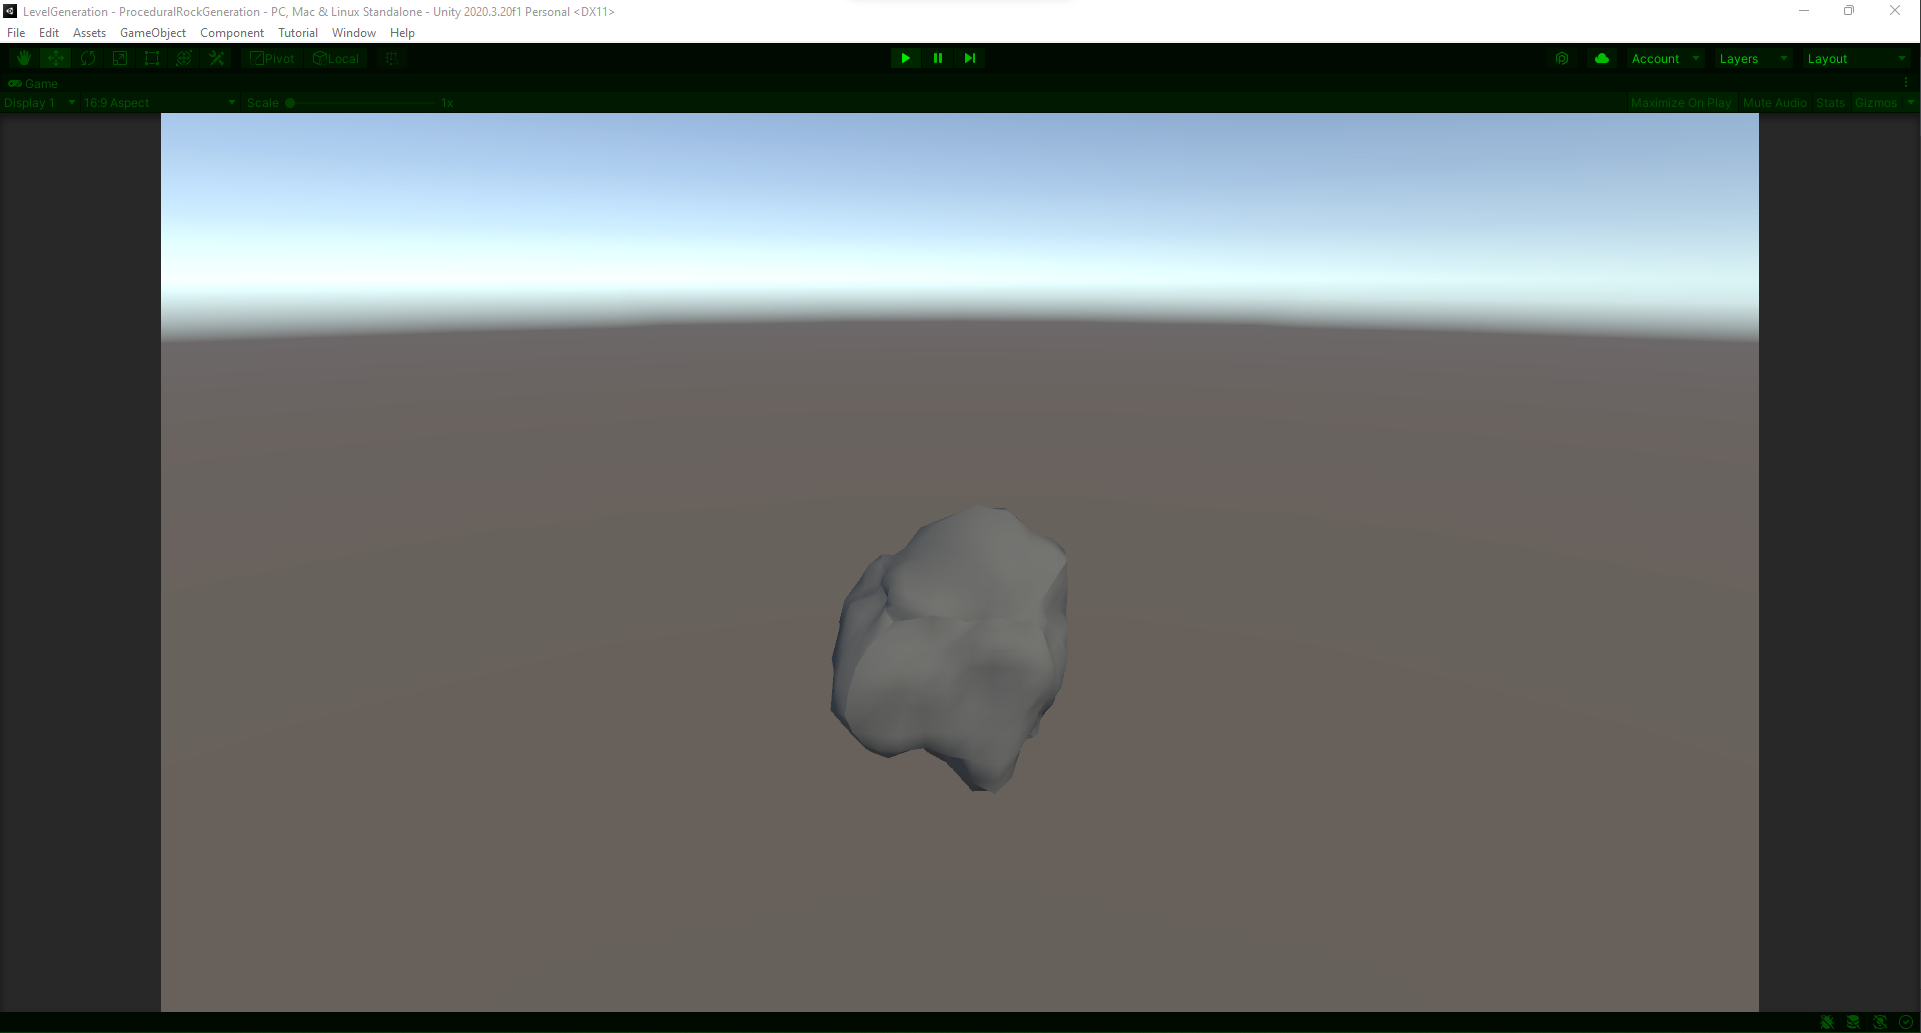 LevelGeneration - ProceduralRockGeneration - PC, Mac & Linux Standalone - Unity 2020.3.20f1 Personal <DX11>
File Edit Assets GameObject Component Tutorial Window Help
Pivot Local Account Layers Layout
Game
Display 1 16:9 Aspect Scale 1x Maximize On Play Mute Audio Stats Gizmos